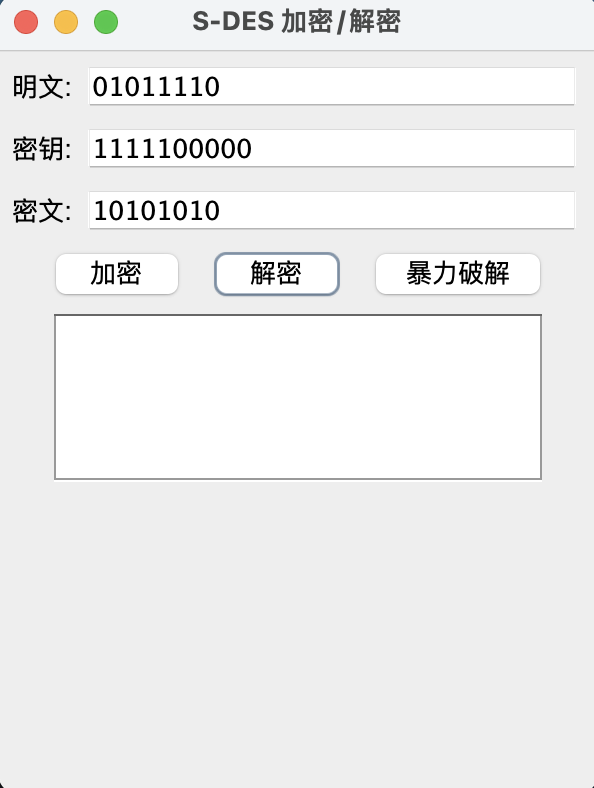 S-DES 加密/解密
明文: 01011110
密钥: 1111100000
密文: 10101010
加密 解密 暴力破解